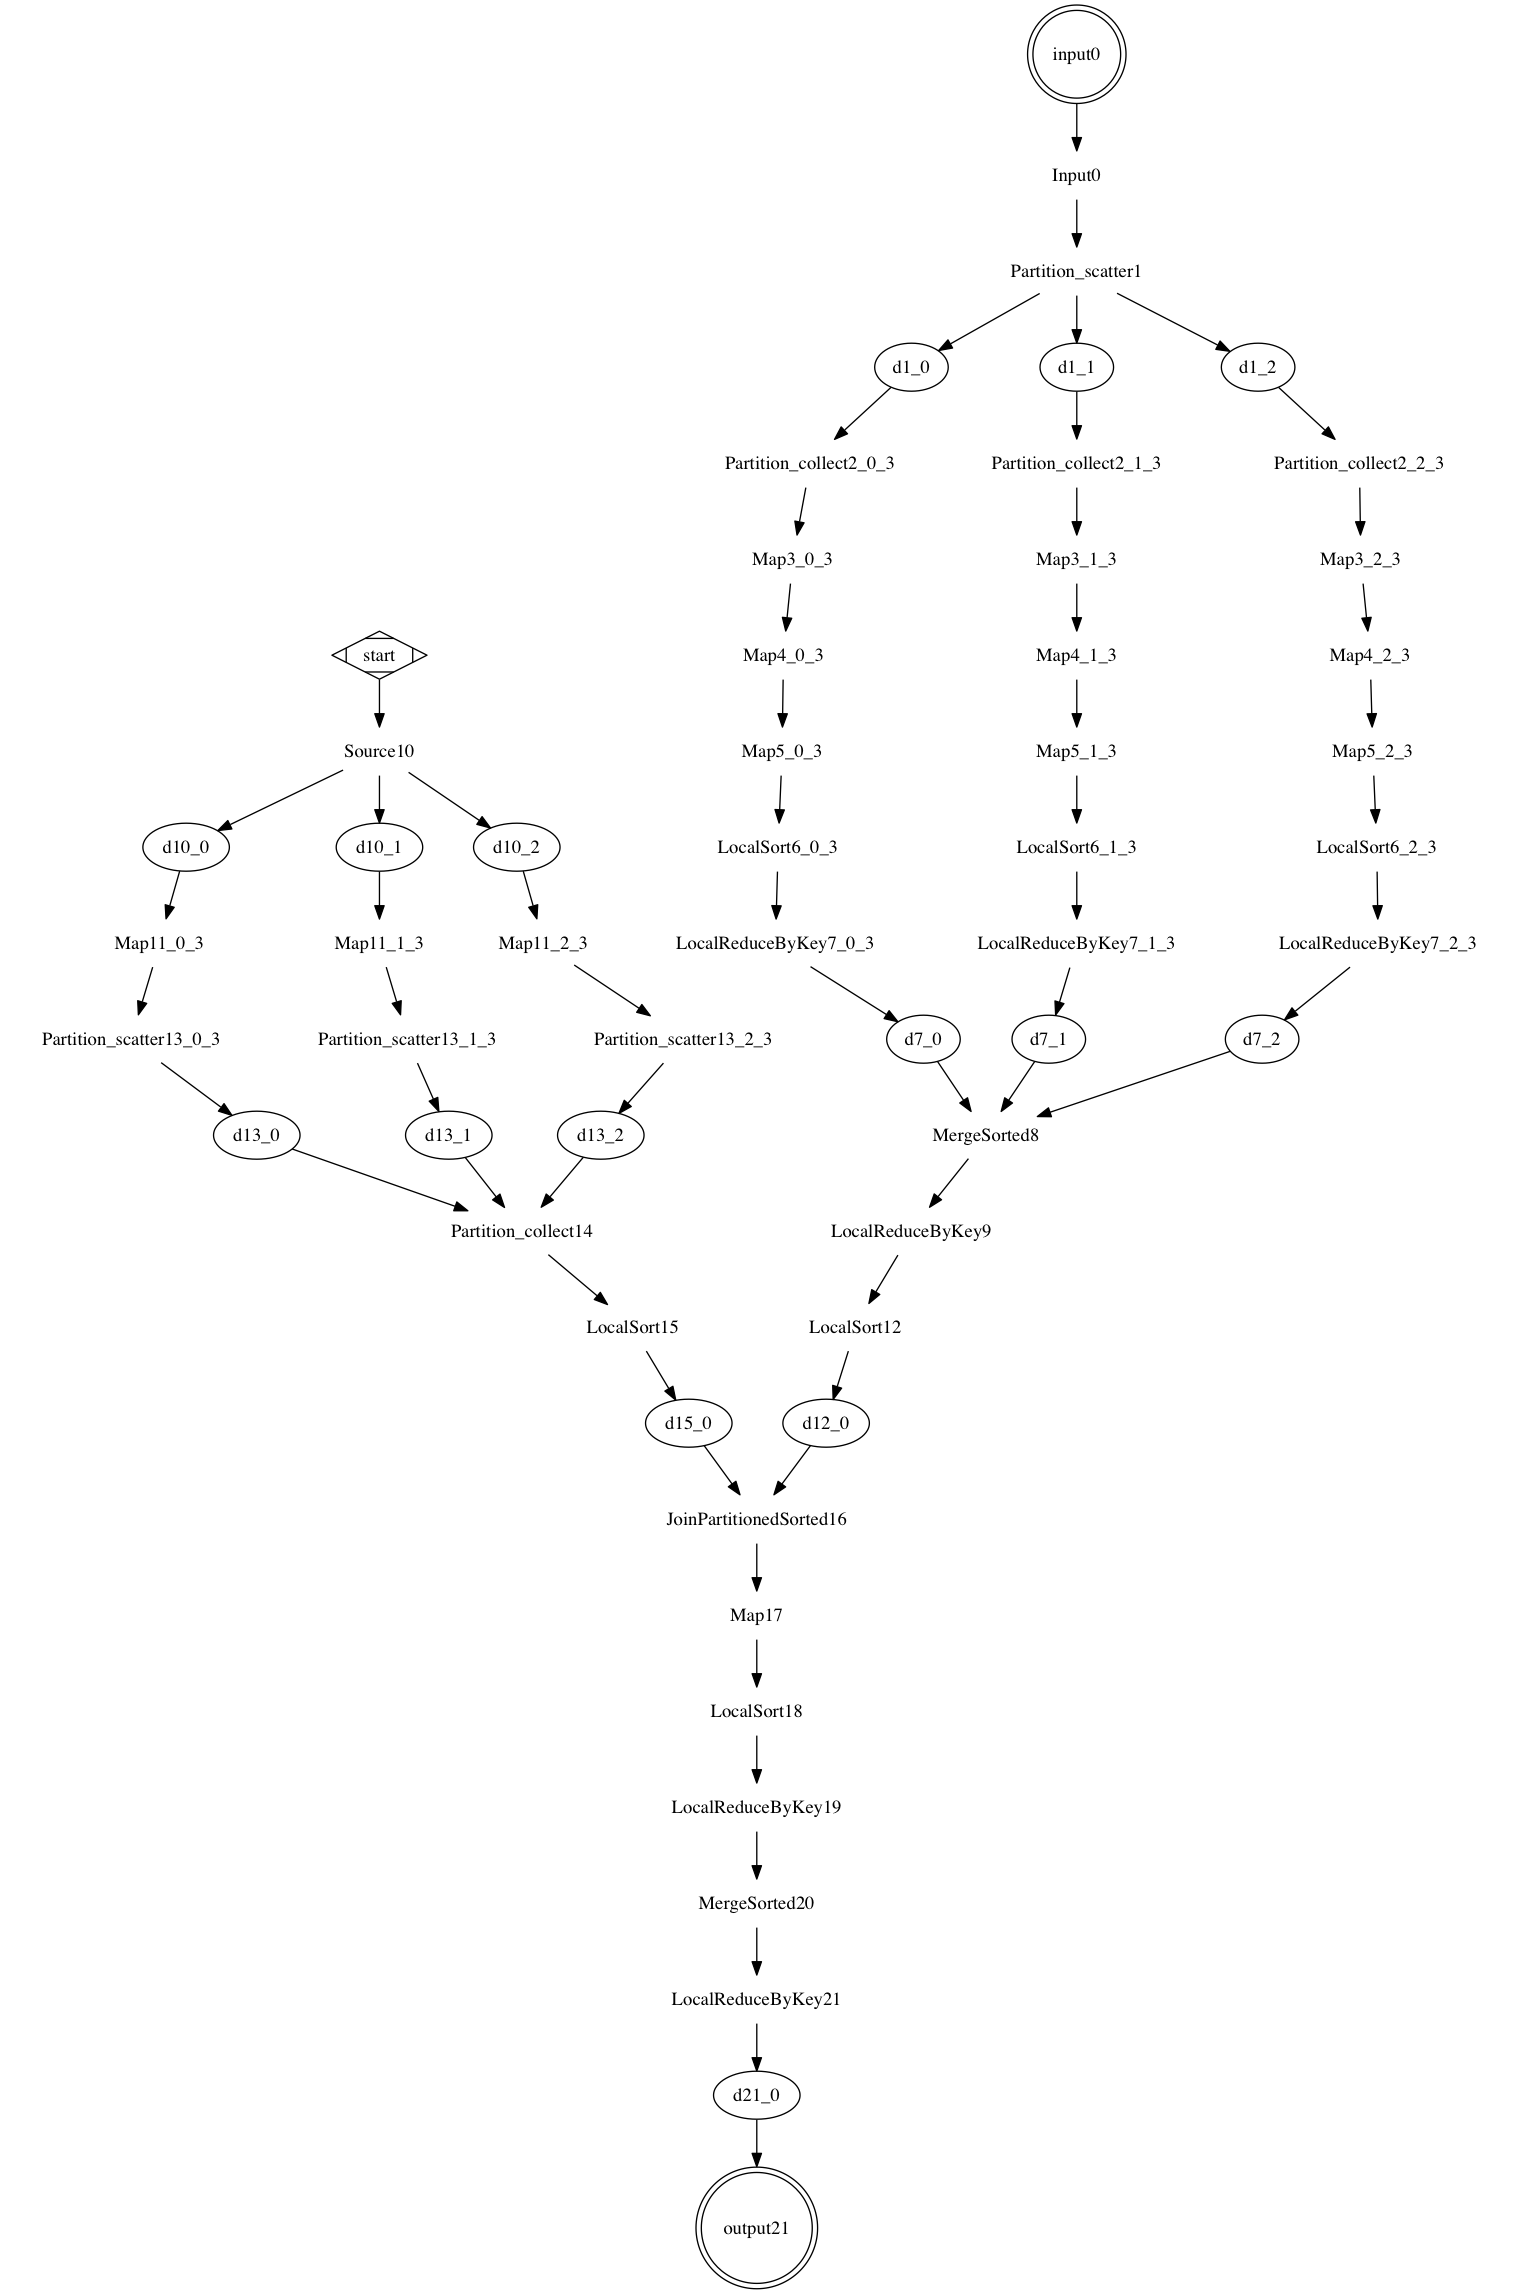 input0
Input0
Partition_scatter1
d1_0 d1_1 d1_2
Partition_collect2_0_3 Partition_collect2_1_3 Partition_collect2_2_3
Map3_0_3 Map3_1_3 Map3_2_3
start Map4_0_3 Map4_1_3 Map4_2_3
Source10 Map5_0_3 Map5_1_3 Map5_2_3
d10_0 d10_1 d10_2 LocalSort6_0_3 LocalSort6_1_3 LocalSort6_2_3
Map11_0_3 Map11_1_3 Map11_2_3 LocalReduceByKey7_0_3 LocalReduceByKey7_1_3 LocalReduceByKey7_2_3
Partition_scatter13_0_3 Partition_scatter13_1_3 Partition_scatter13_2_3 d7_0 d7_1 d7_2
d13_0 d13_1 d13_2 MergeSorted8
Partition_collect14 LocalReduceByKey9
LocalSort15 LocalSort12
d15_0 d12_0
JoinPartitionedSorted16
Map17
LocalSort18
LocalReduceByKey19
MergeSorted20
LocalReduceByKey21
d21_0
output21